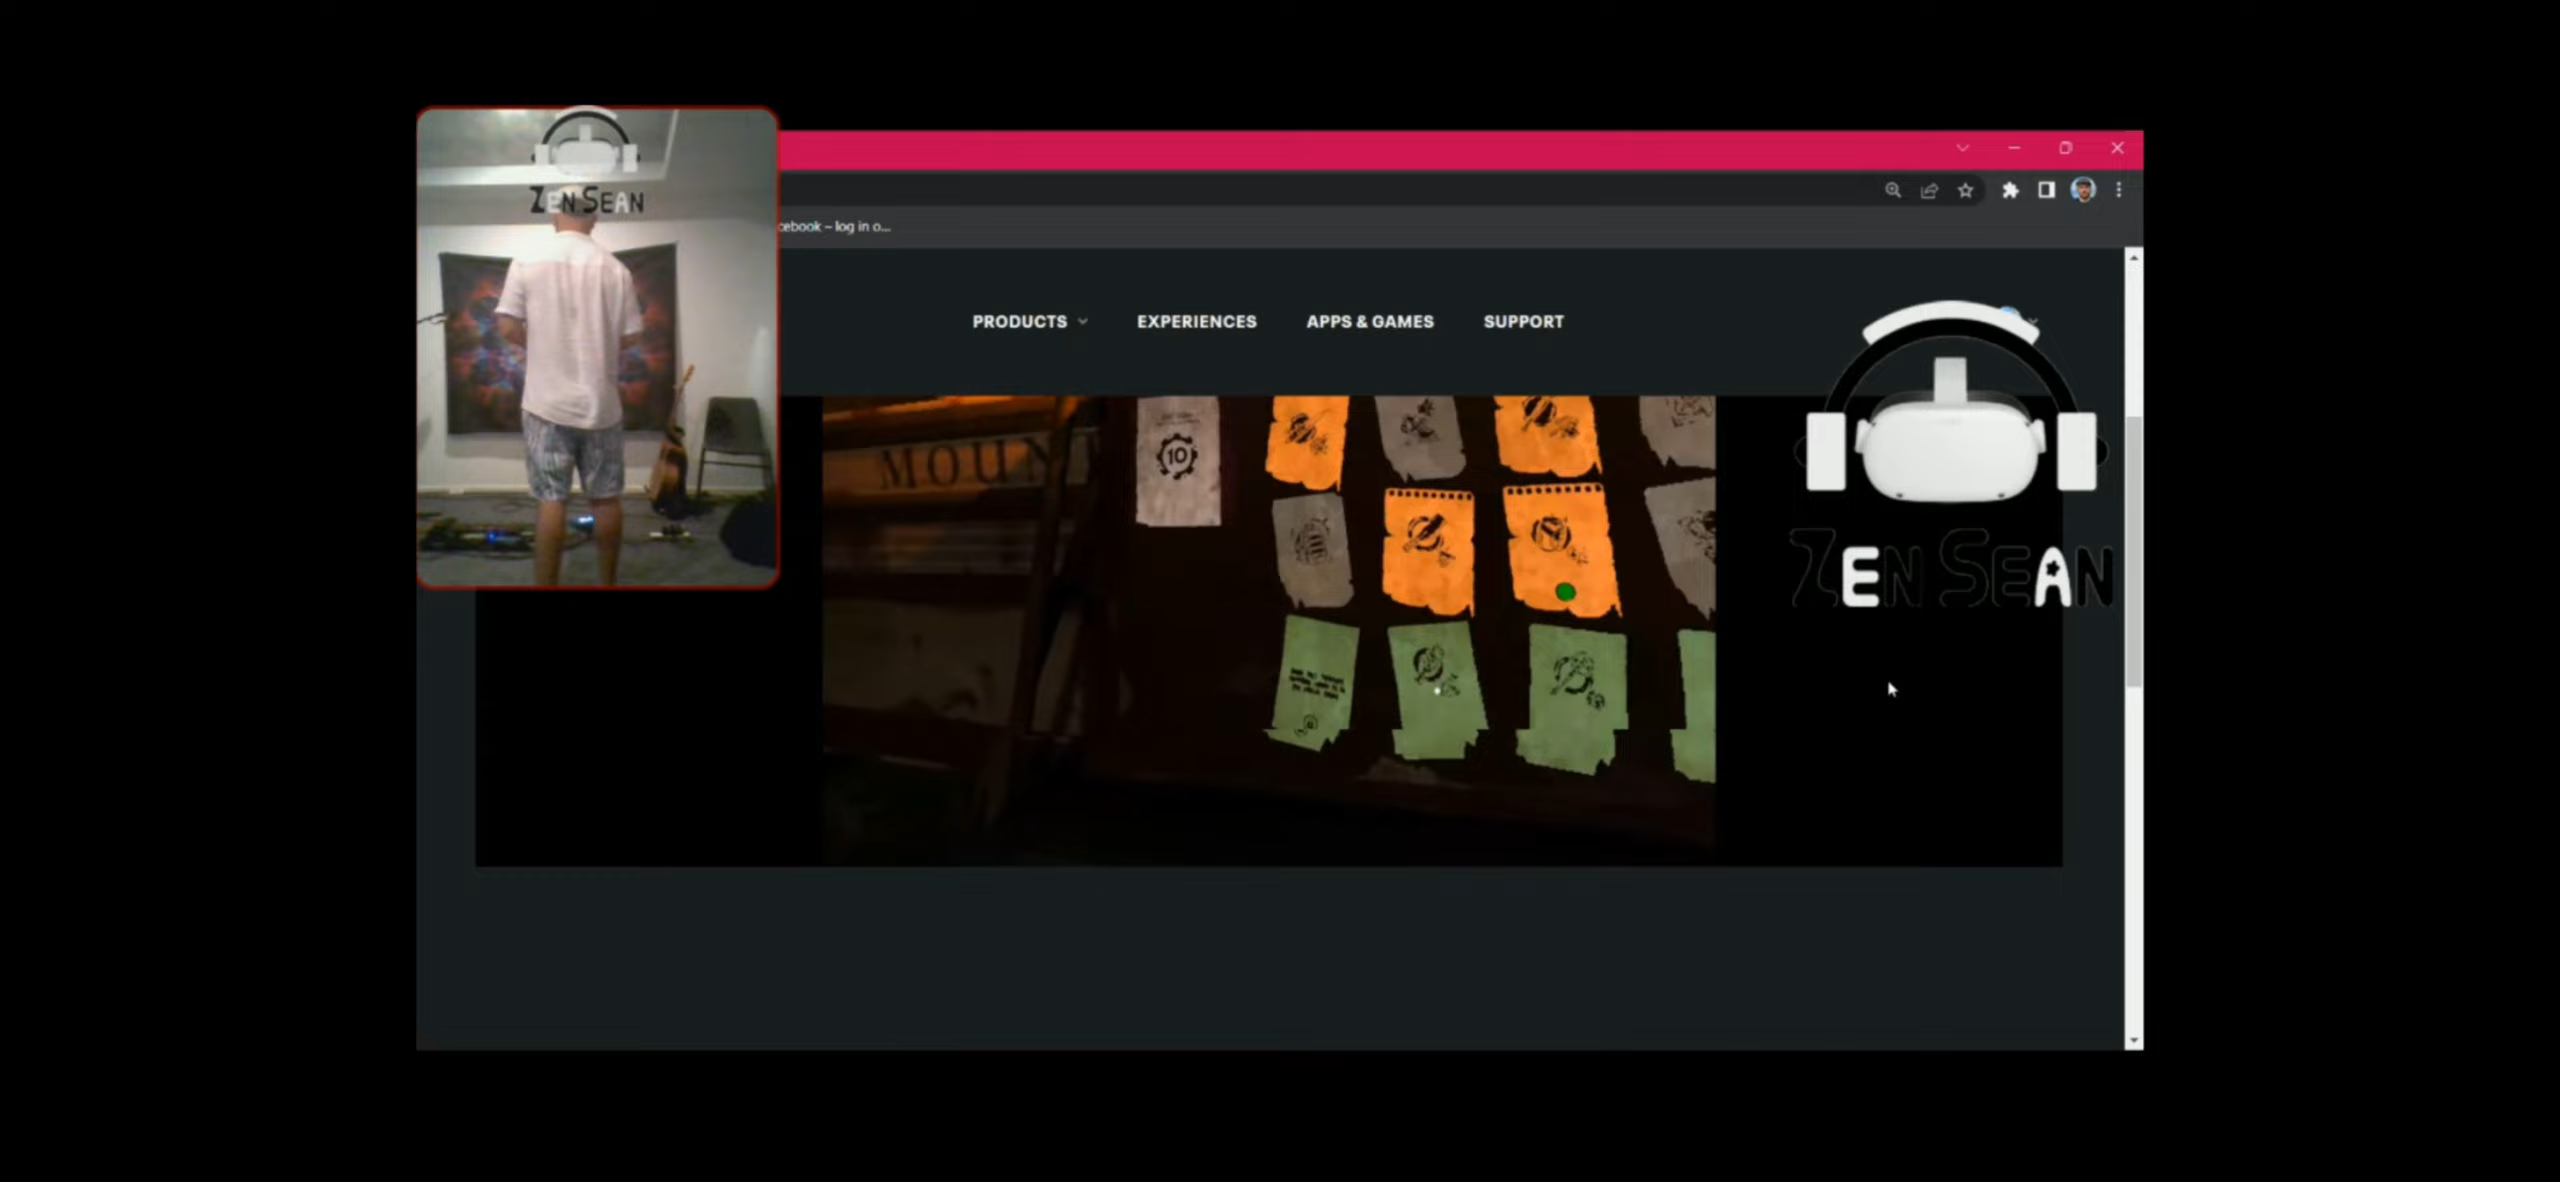 ZEN SEAN
cebook – log in o...
PRODUCTS
EXPERIENCES
APPS & GAMES
SUPPORT
MOUN
10
ZEN SEAN